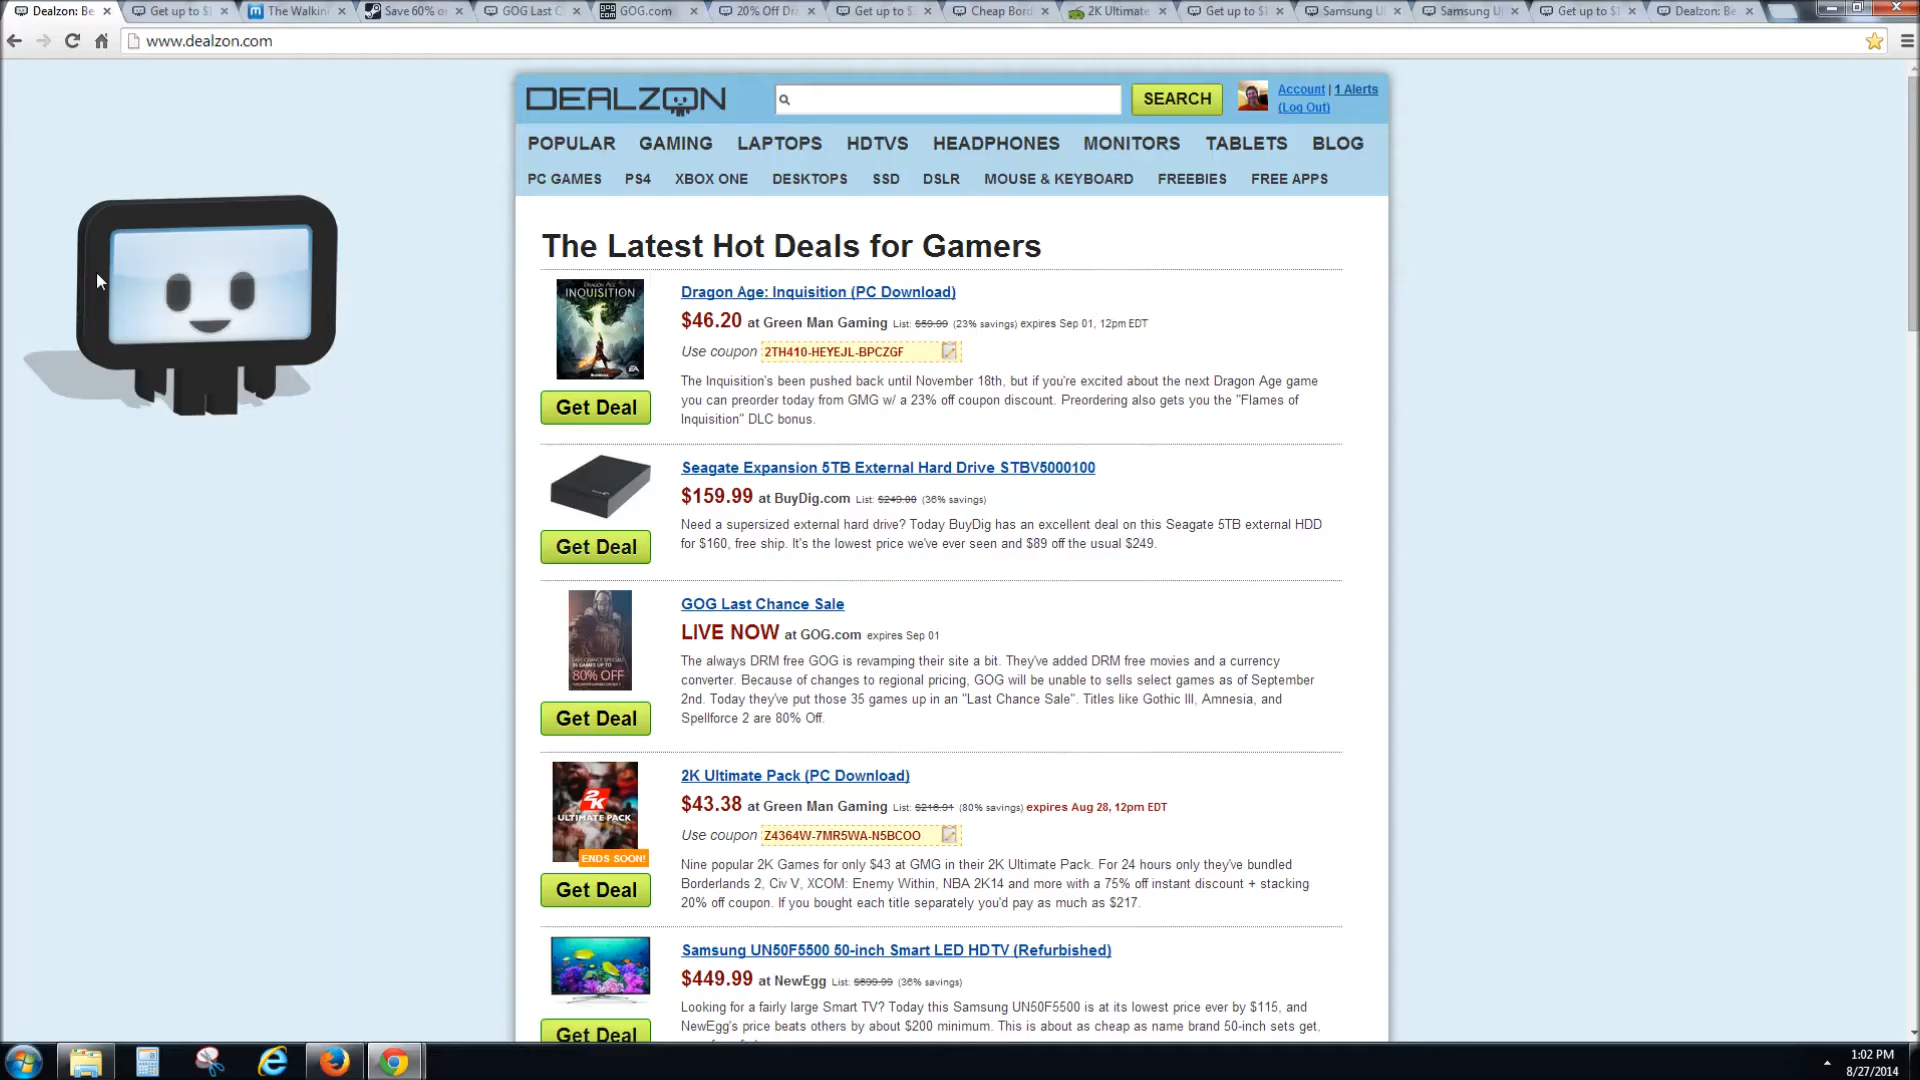 Dealzon: Be
Get up to $1
The Walkin
Save 60% o
GOG Last C
GOG.com
20% Off Dra
Get up to $
Cheap Bord
2K Ultimate
Get up to $1
Samsung U
Samsung U
Get up to $
Dealzon: Be
www.dealzon.com
DEALZON
SEARCH
Account | 1 Alerts
(Log Out)
POPULAR GAMING LAPTOPS HDTVS HEADPHONES MONITORS TABLETS BLOG
PC GAMES PS4 XBOX ONE DESKTOPS SSD DSLR MOUSE & KEYBOARD FREEBIES FREE APPS
The Latest Hot Deals for Gamers
DRAGON AGE
INQUISITION
EA
Get Deal
Dragon Age: Inquisition (PC Download)
$46.20 at Green Man Gaming List: $59.99 (23% savings) expires Sep 01, 12pm EDT
Use coupon 2TH410-HEYEJL-BPCZGF
The Inquisition's been pushed back until November 18th, but if you're excited about the next Dragon Age game
you can preorder today from GMG w/ a 23% off coupon discount. Preordering also gets you the "Flames of
Inquisition" DLC bonus.
Get Deal
Seagate Expansion 5TB External Hard Drive STBV5000100
$159.99 at BuyDig.com List: $249.00 (36% savings)
Need a supersized external hard drive? Today BuyDig has an excellent deal on this Seagate 5TB external HDD
for $160, free ship. It's the lowest price we've ever seen and $89 off the usual $249.
LAST CHANCE SPECIAL
35 GAMES UP TO
80% OFF
Get Deal
GOG Last Chance Sale
LIVE NOW at GOG.com expires Sep 01
The always DRM free GOG is revamping their site a bit. They've added DRM free movies and a currency
converter. Because of changes to regional pricing, GOG will be unable to sells select games as of September
2nd. Today they've put those 35 games up in an "Last Chance Sale". Titles like Gothic III, Amnesia, and
Spellforce 2 are 80% Off.
2K
ULTIMATE PACK
ENDS SOON!
Get Deal
2K Ultimate Pack (PC Download)
$43.38 at Green Man Gaming List: $216.91 (80% savings) expires Aug 28, 12pm EDT
Use coupon Z4364W-7MR5WA-N5BCOO
Nine popular 2K Games for only $43 at GMG in their 2K Ultimate Pack. For 24 hours only they've bundled
Borderlands 2, Civ V, XCOM: Enemy Within, NBA 2K14 and more with a 75% off instant discount + stacking
20% off coupon. If you bought each title separately you'd pay as much as $217.
Get Deal
Samsung UN50F5500 50-inch Smart LED HDTV (Refurbished)
$449.99 at NewEgg List: $699.99 (36% savings)
Looking for a fairly large Smart TV? Today this Samsung UN50F5500 is at its lowest price ever by $115, and
NewEgg's price beats others by about $200 minimum. This is about as cheap as name brand 50-inch sets get,
1:02 PM
8/27/2014